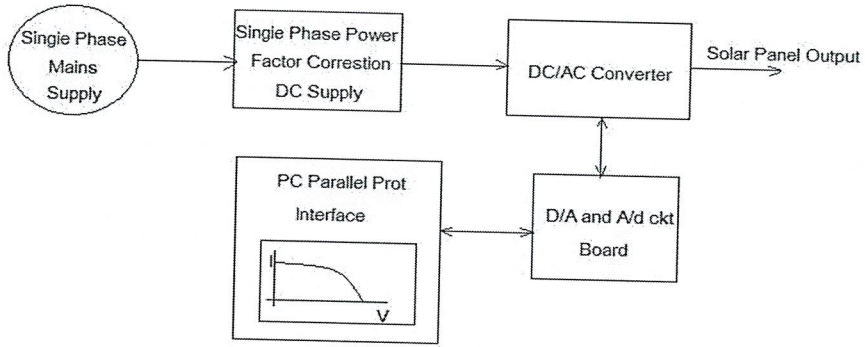 Singie Phase
Mains
Supply
Singie Phase Power
Factor Correstion
DC Supply
DC/AC Converter
Solar Panel Output
PC Parallel Prot
Interface
I
V
D/A and A/d ckt
Board